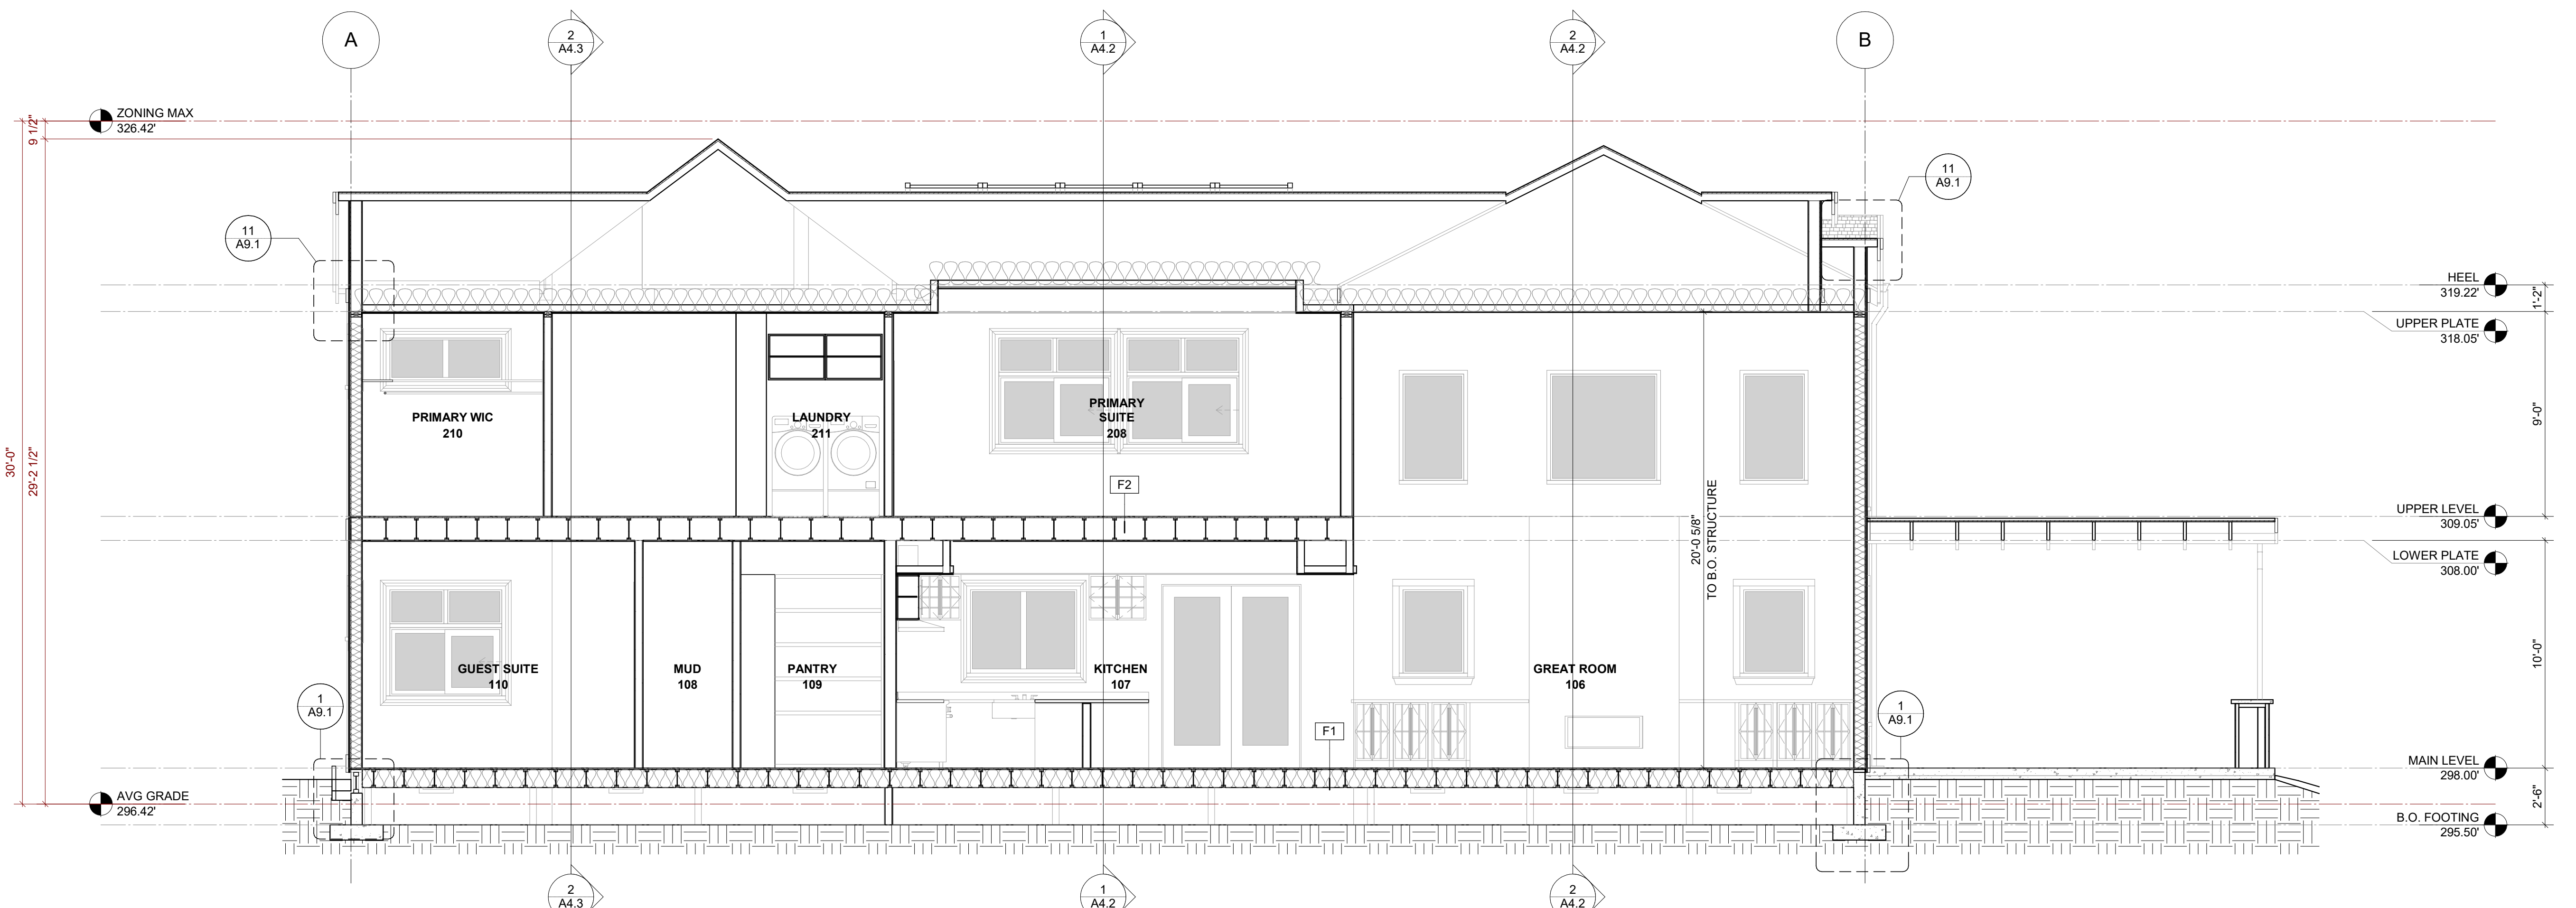 A
2
A4.3
1
A4.2
2
A4.2
B
ZONING MAX
326.42'
9 1/2"
11
A9.1
11
A9.1
HEEL
319.22'
1'-2"
UPPER PLATE
318.05'
PRIMARY WIC
210
LAUNDRY
211
PRIMARY
SUITE
208
9'-0"
30'-0"
29'-2 1/2"
F2
20'-0 5/8"
TO B.O. STRUCTURE
UPPER LEVEL
309.05'
LOWER PLATE
308.00'
GUEST SUITE
110
MUD
108
PANTRY
109
KITCHEN
107
GREAT ROOM
106
10'-0"
1
A9.1
F1
1
A9.1
MAIN LEVEL
298.00'
AVG GRADE
296.42'
2'-6"
B.O. FOOTING
295.50'
2
A4.3
1
A4.2
2
A4.2